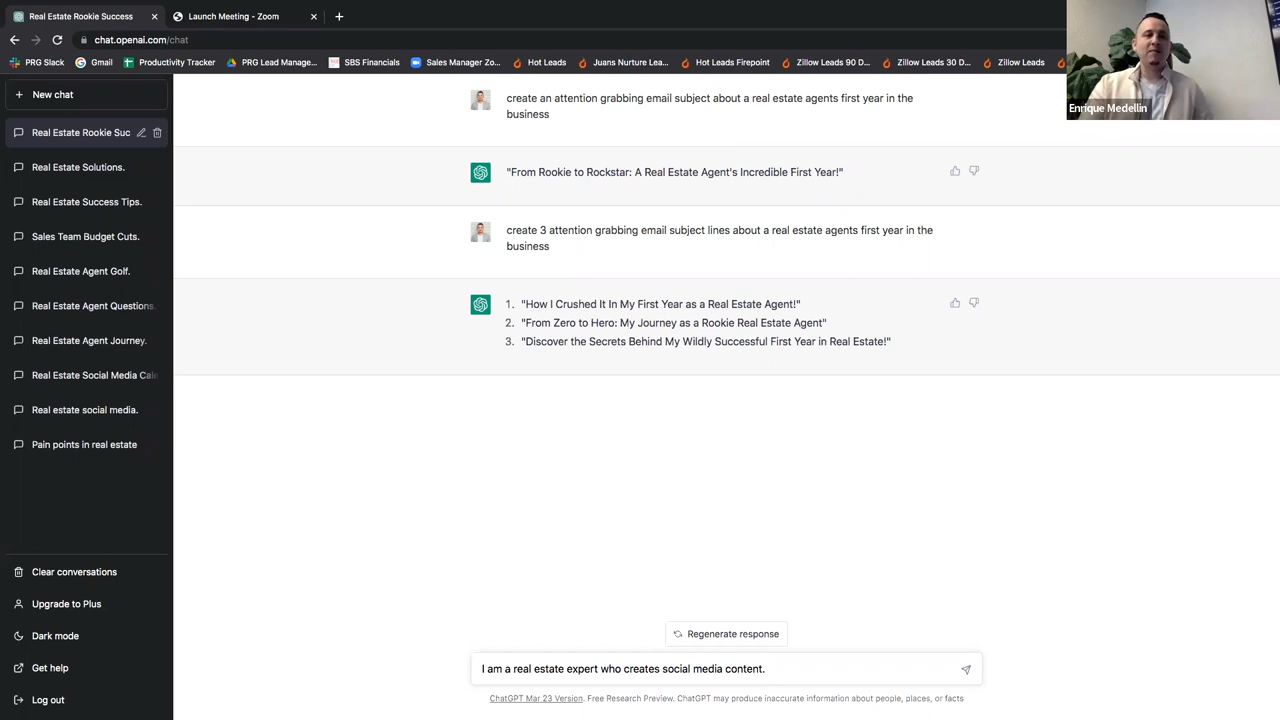 Real Estate Rookie Success
Launch Meeting - Zoom
chat.openai.com/chat
PRG Slack
Gmail
Productivity Tracker
PRG Lead Manage...
SBS Financials
Sales Manager Zo...
Hot Leads
Juans Nurture Lea...
Hot Leads Firepoint
Zillow Leads 90 D...
Zillow Leads 30 D...
Zillow Leads
Enrique Medellin
New chat
Real Estate Rookie Suc
Real Estate Solutions.
Real Estate Success Tips.
Sales Team Budget Cuts.
Real Estate Agent Golf.
Real Estate Agent Questions.
Real Estate Agent Journey.
Real Estate Social Media Cale
Real estate social media.
Pain points in real estate
Clear conversations
Upgrade to Plus
Dark mode
Get help
Log out
create an attention grabbing email subject about a real estate agents first year in the
business
"From Rookie to Rockstar: A Real Estate Agent's Incredible First Year!"
create 3 attention grabbing email subject lines about a real estate agents first year in the
business
1. "How I Crushed It In My First Year as a Real Estate Agent!"
2. "From Zero to Hero: My Journey as a Rookie Real Estate Agent"
3. "Discover the Secrets Behind My Wildly Successful First Year in Real Estate!"
Regenerate response
I am a real estate expert who creates social media content.
ChatGPT Mar 23 Version. Free Research Preview. ChatGPT may produce inaccurate information about people, places, or facts